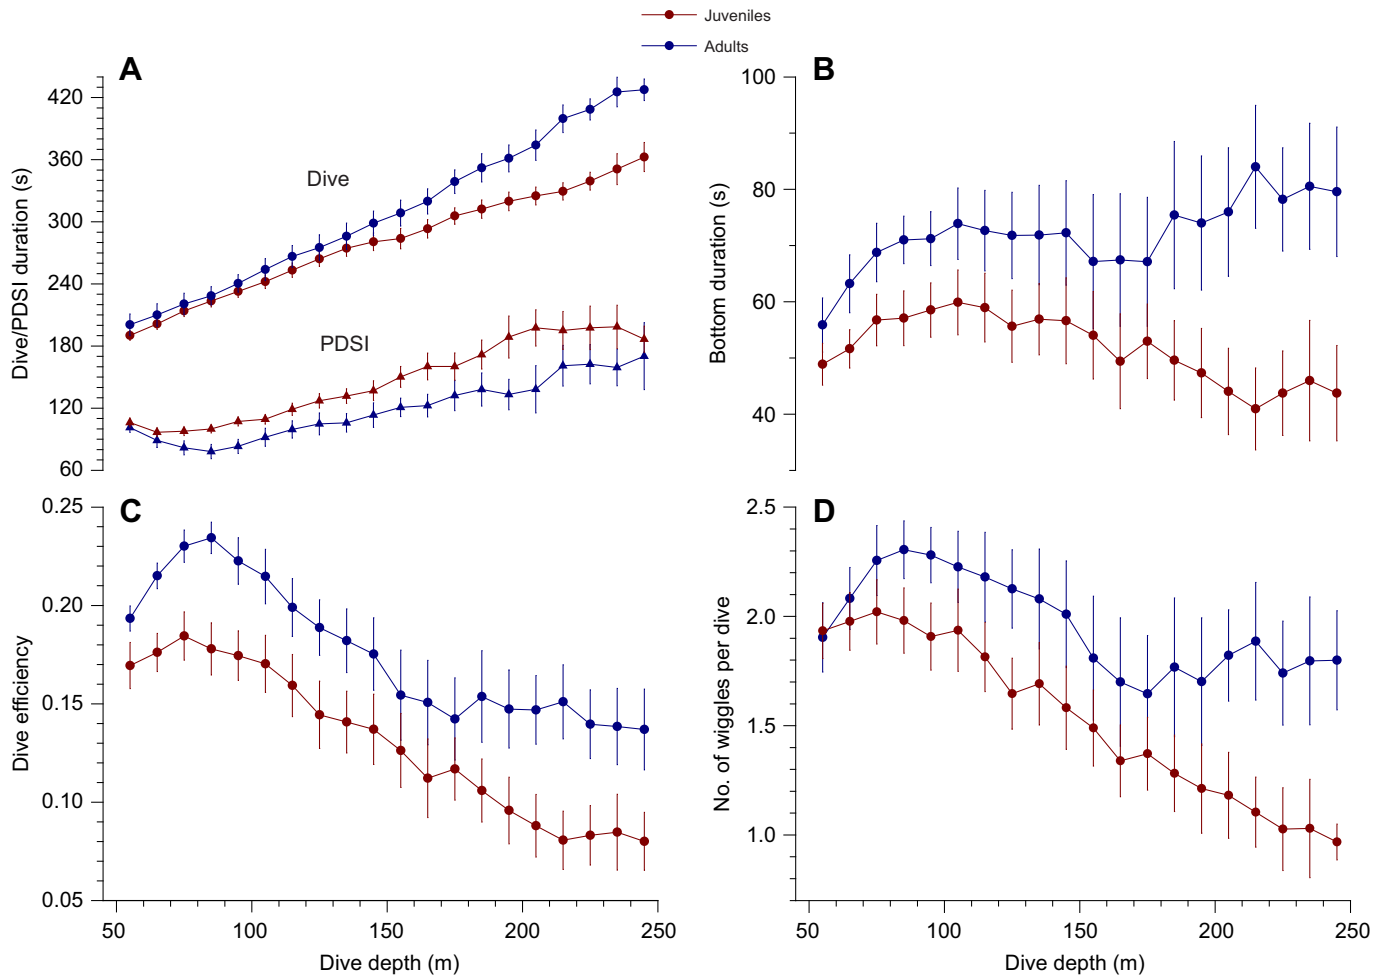 Juveniles
Adults
A
Dive/PDSI duration (s)
420
360
300
240
180
120
60
Dive
PDSI
B
Bottom duration (s)
100
80
60
40
C
Dive efficiency
0.25
0.20
0.15
0.10
0.05
50
100
150
200
250
Dive depth (m)
D
No. of wiggles per dive
2.5
2.0
1.5
1.0
50
100
150
200
250
Dive depth (m)